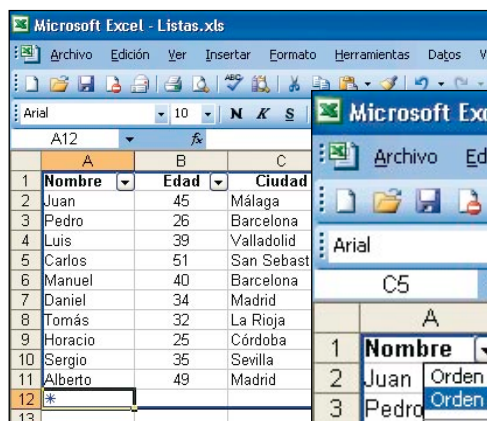 Microsoft Excel - Listas.xls
Archivo Edición Ver Insertar Formato Herramientas Datos V
Arial 10 N K S
A12 fx
A B C
1 Nombre Edad Ciudad
2 Juan 45 Málaga
3 Pedro 26 Barcelona
4 Luis 39 Valladolid
5 Carlos 51 San Sebast
6 Manuel 40 Barcelona
7 Daniel 34 Madrid
8 Tomás 32 La Rioja
9 Horacio 25 Córdoba
10 Sergio 35 Sevilla
11 Alberto 49 Madrid
12 *
13
Microsoft Exc
Archivo Ed
Arial
C5
A
1 Nombre
2 Juan Orden
3 Pedro Orden